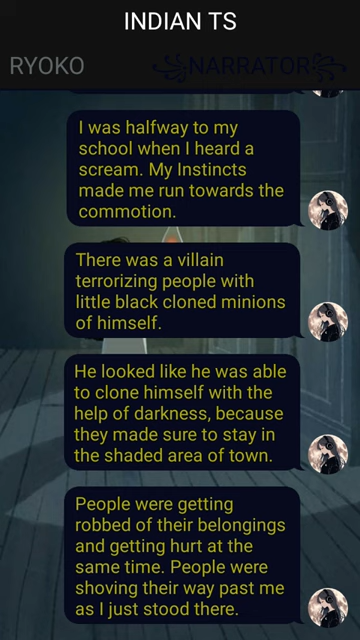 INDIAN TS
RYOKO
NARRATOR
I was halfway to my
school when I heard a
scream. My Instincts
made me run towards the
commotion.
There was a villain
terrorizing people with
little black cloned minions
of himself.
He looked like he was able
to clone himself with the
help of darkness, because
they made sure to stay in
the shaded area of town.
People were getting
robbed of their belongings
and getting hurt at the
same time. People were
shoving their way past me
as I just stood there.